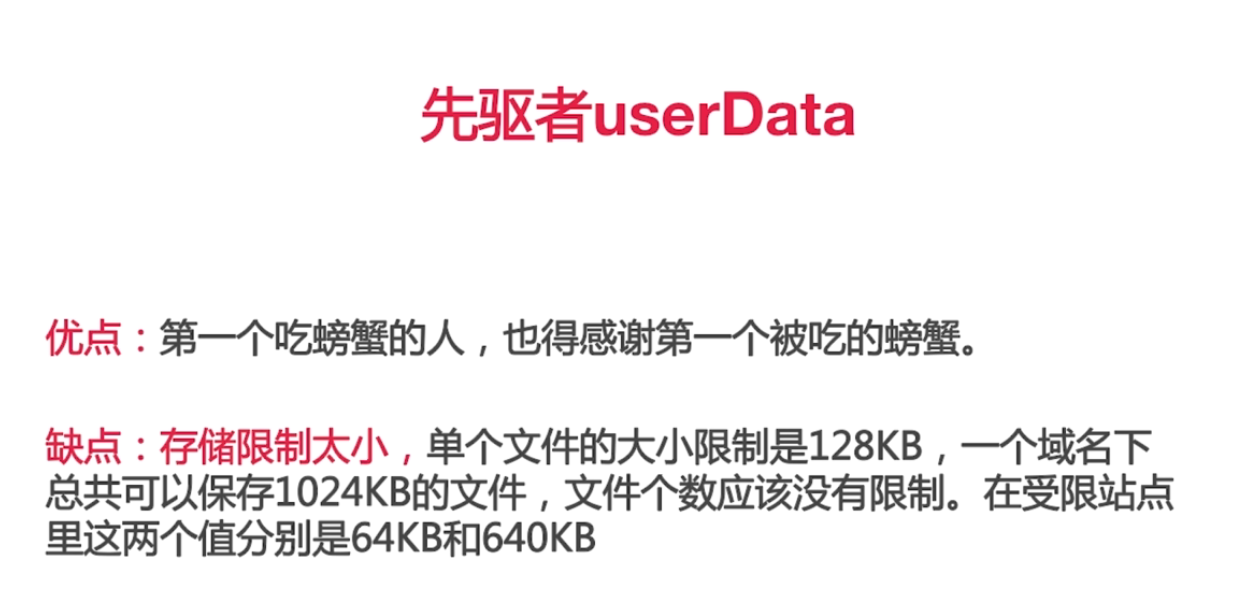 先驱者userData
优点：第一个吃螃蟹的人，也得感谢第一个被吃的螃蟹。
缺点：存储限制太小，单个文件的大小限制是128KB，一个域名下
总共可以保存1024KB的文件，文件个数应该没有限制。在受限站点
里这两个值分别是64KB和640KB